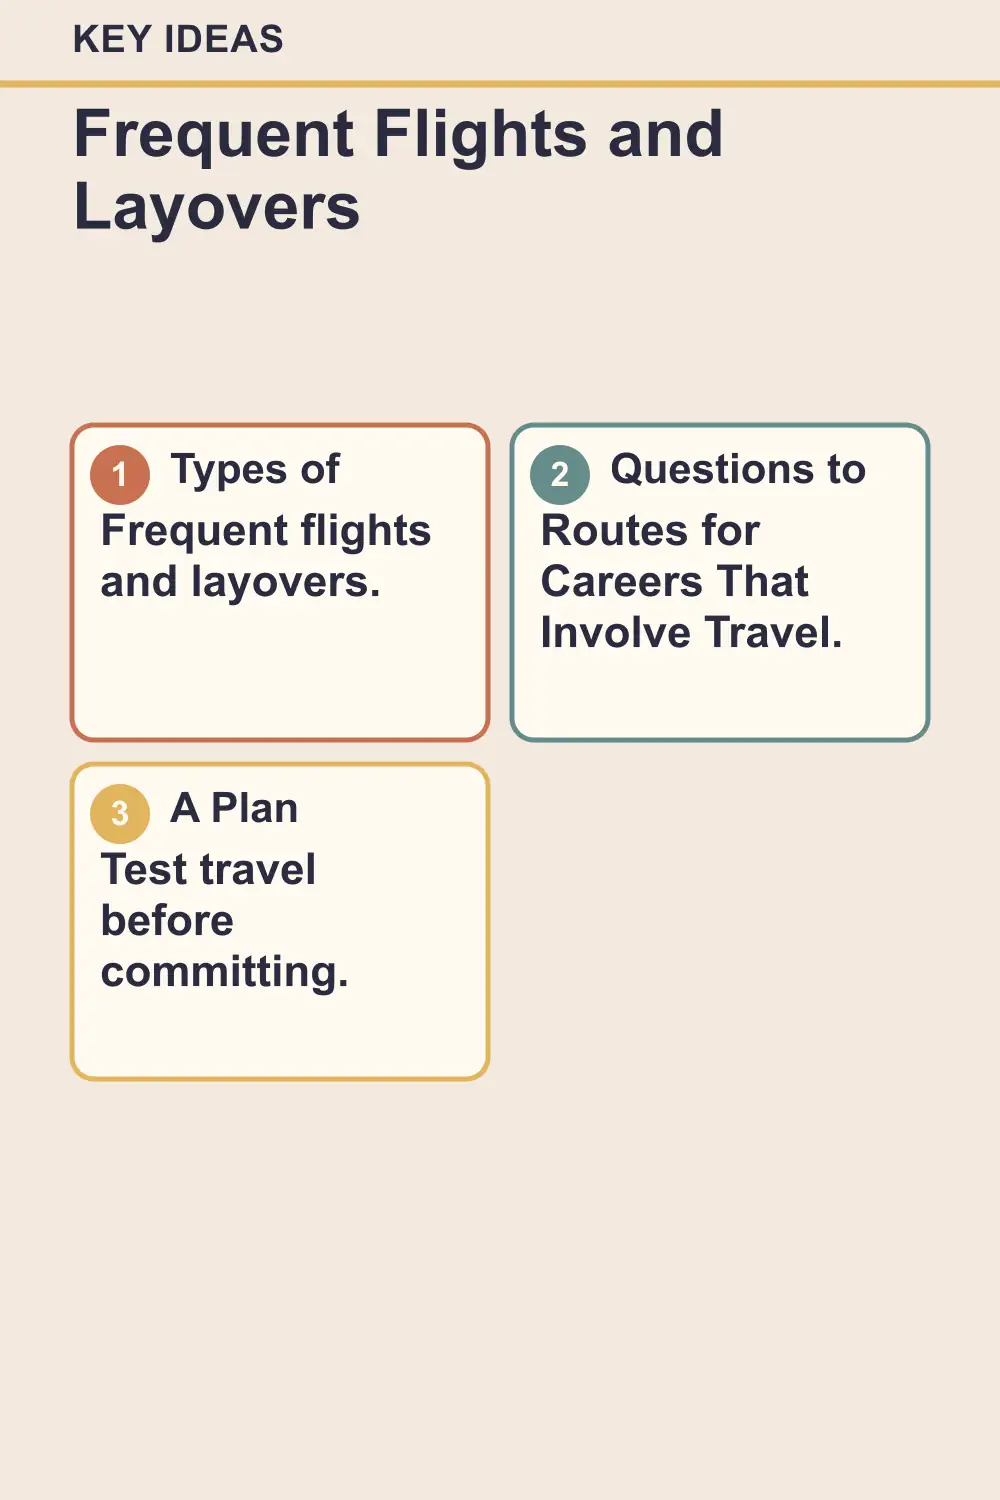 KEY IDEAS
Frequent Flights and
Layovers
1 Types of
Frequent flights
and layovers.
2 Questions to
Routes for
Careers That
Involve Travel.
3 A Plan
Test travel
before
committing.